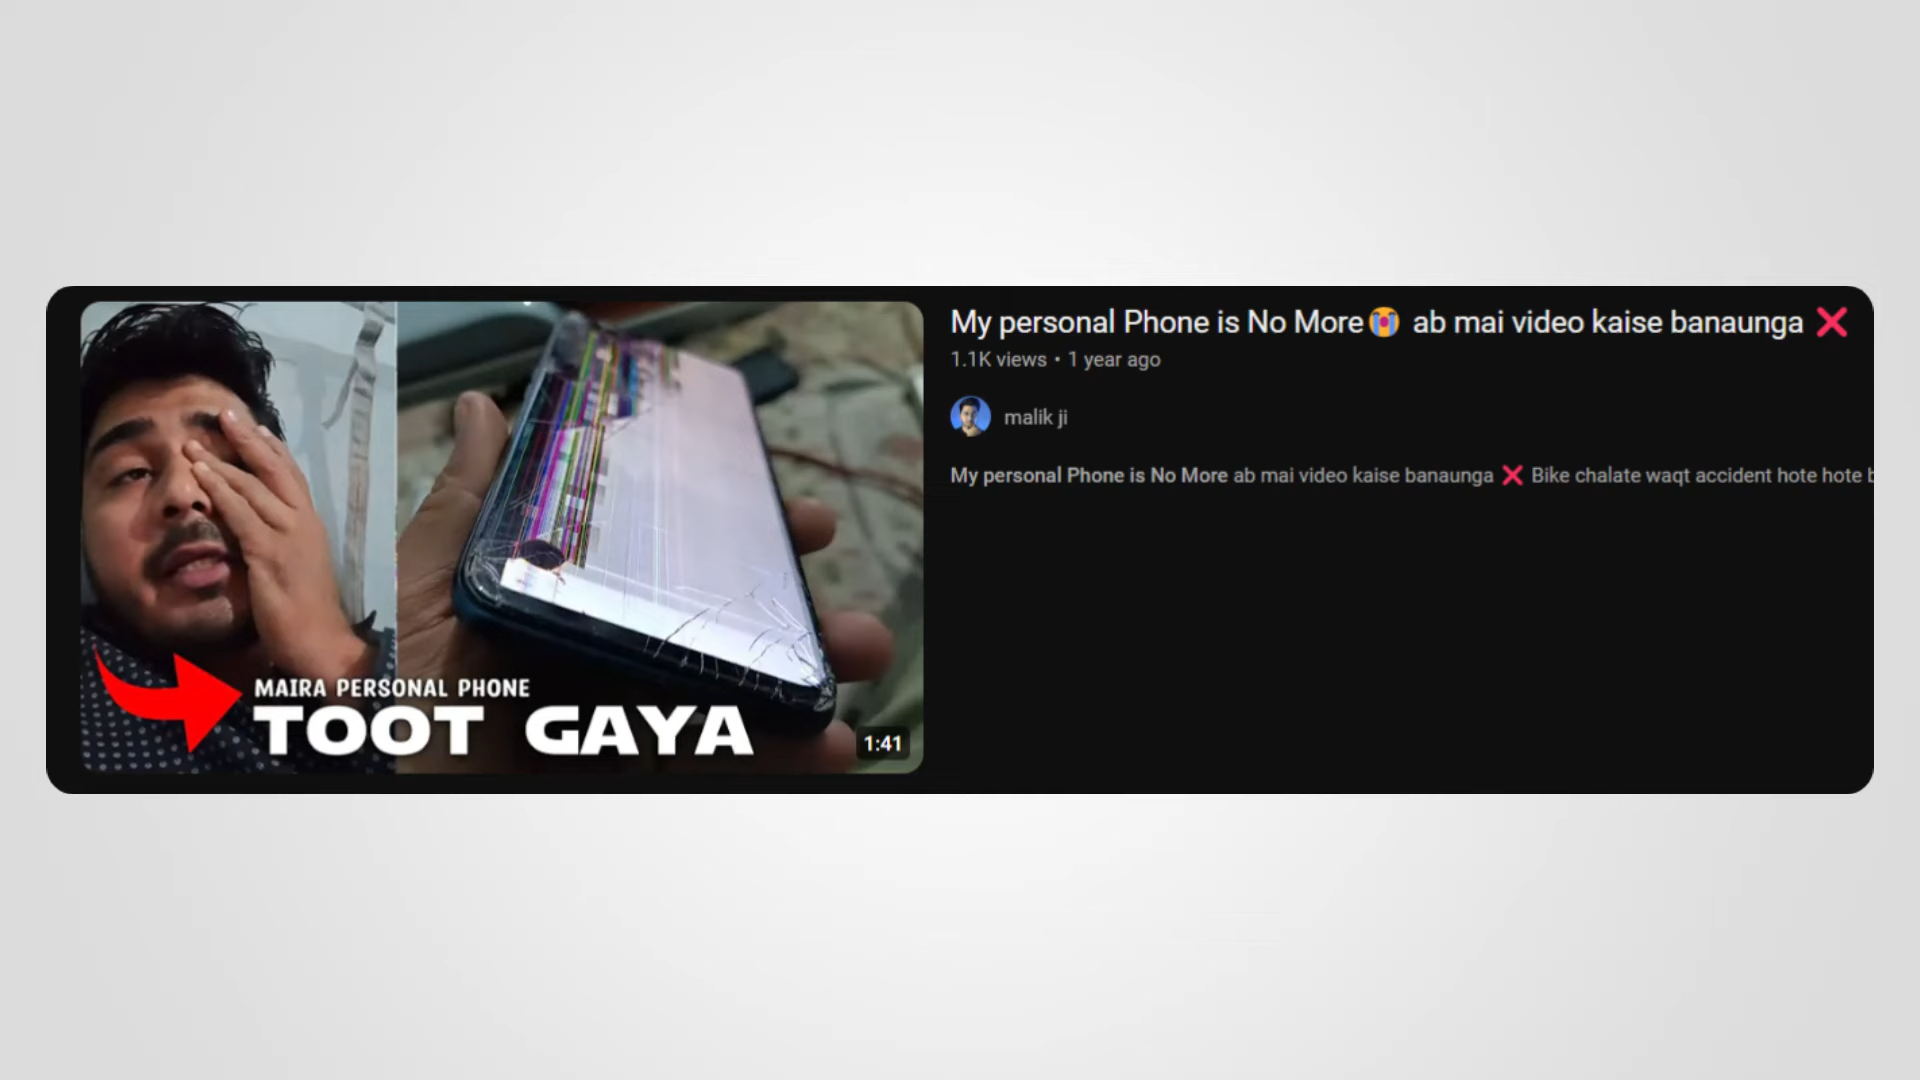 My personal Phone is No More😭 ab mai video kaise banaunga ❌
1.1K views • 1 year ago
malik ji
My personal Phone is No More ab mai video kaise banaunga ❌ Bike chalate waqt accident hote hote
MAIRA PERSONAL PHONE
TOOT GAYA
1:41